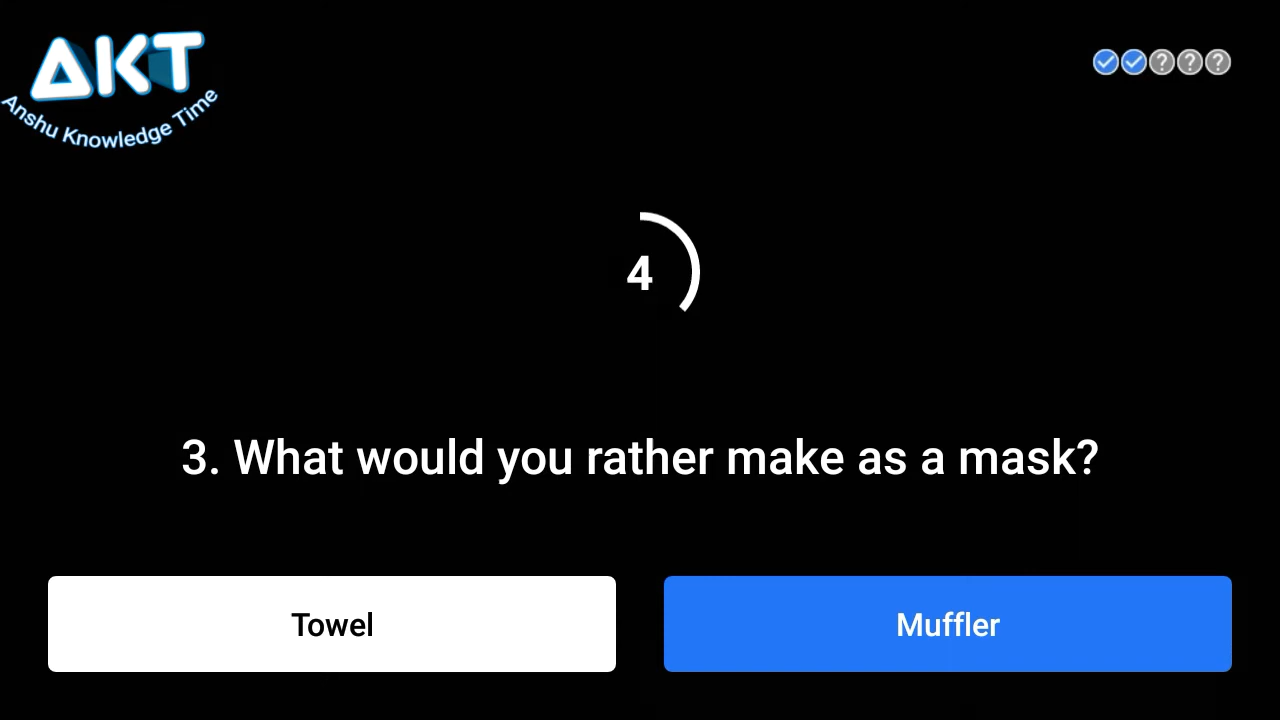 AKT
Anshu Knowledge Time
4
3. What would you rather make as a mask?
Towel
Muffler